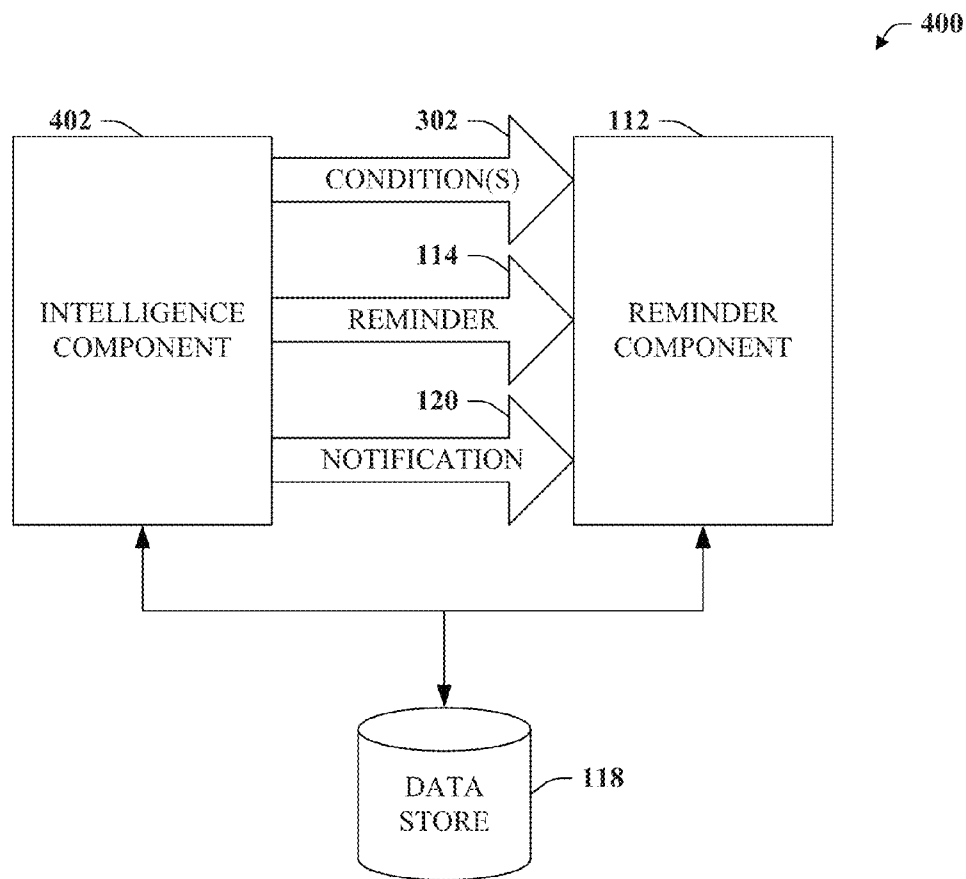 400
402
302
112
CONDITION(S)
114
INTELLIGENCE
COMPONENT
REMINDER
REMINDER
COMPONENT
120
NOTIFICATION
DATA
STORE
118